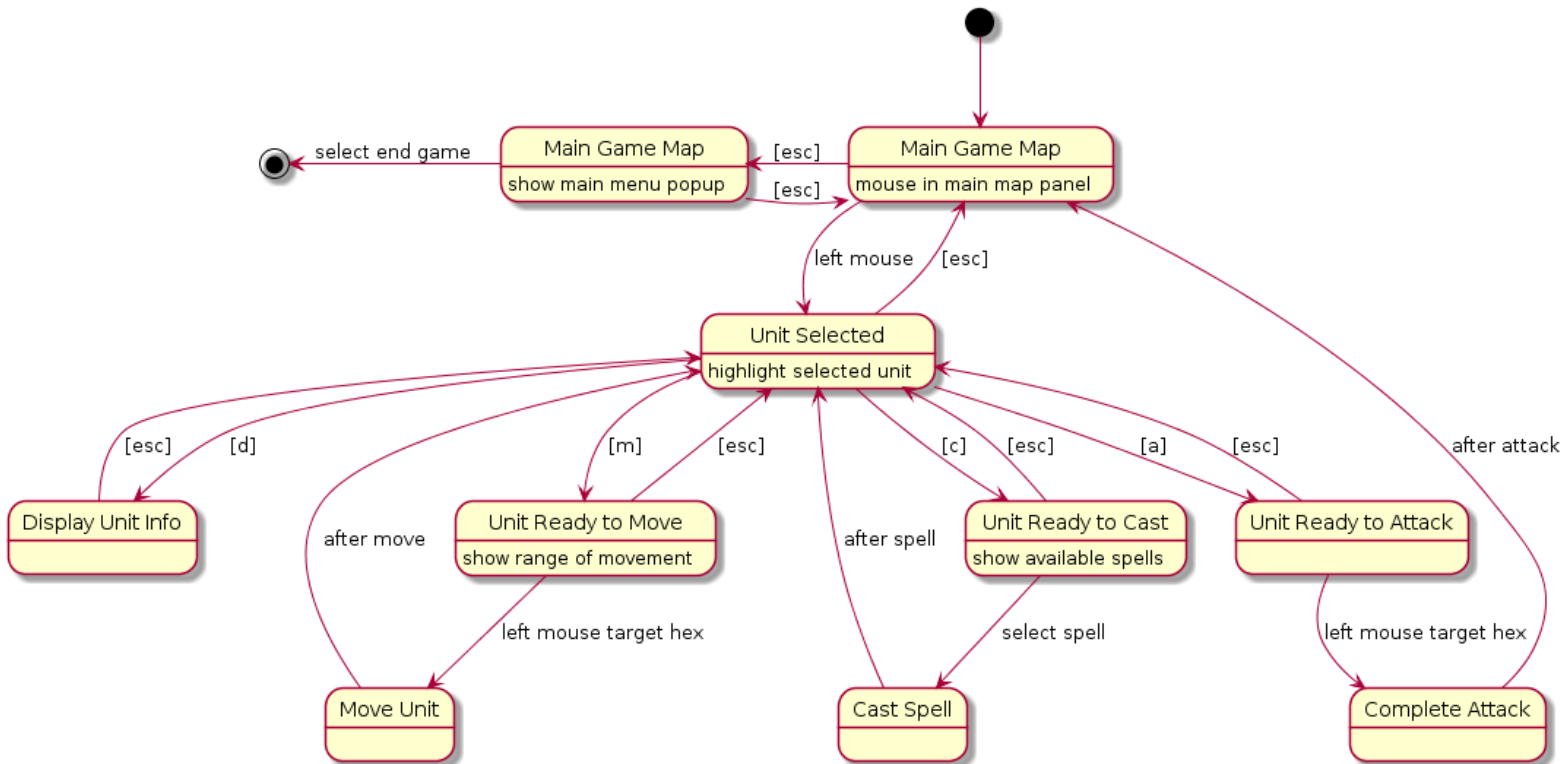 select end game
Main Game Map
show main menu popup
[esc]
[esc]
Main Game Map
mouse in main map panel
left mouse
[esc]
Unit Selected
highlight selected unit
[esc]
[d]
[m]
[esc]
[c]
[esc]
[a]
[esc]
after attack
Display Unit Info
after move
Unit Ready to Move
show range of movement
after spell
Unit Ready to Cast
show available spells
Unit Ready to Attack
left mouse target hex
select spell
left mouse target hex
Move Unit
Cast Spell
Complete Attack